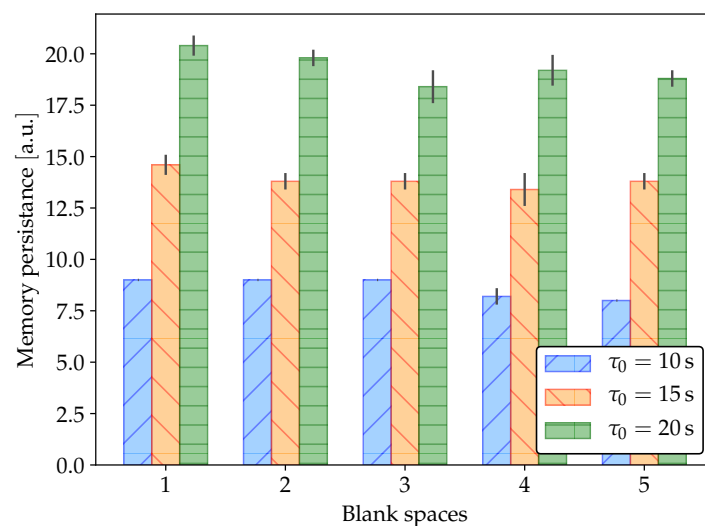 Memory persistance [a.u.]
20.0
17.5
15.0
12.5
10.0
7.5
5.0
2.5
0.0
τ₀ = 10 s
τ₀ = 15 s
τ₀ = 20 s
1 2 3 4 5
Blank spaces